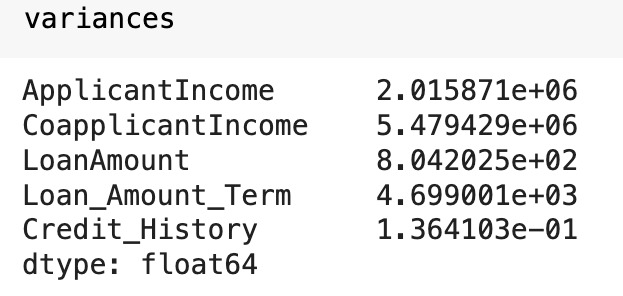 variances
ApplicantIncome 2.015871e+06
CoapplicantIncome 5.479429e+06
LoanAmount 8.042025e+02
Loan_Amount_Term 4.699001e+03
Credit_History 1.364103e-01
dtype: float64